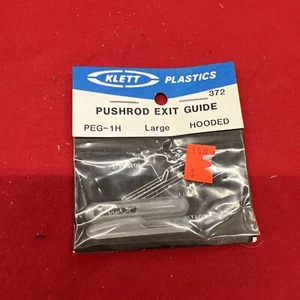 KLETT PLASTICS
372
PUSHROD EXIT GUIDE
PEG-1H Large HOODED